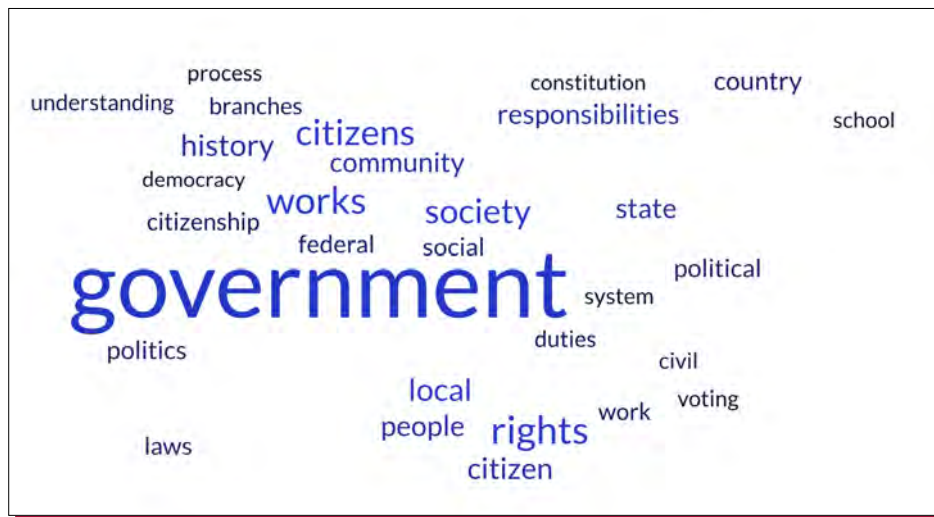 process
constitution
country
understanding
branches
responsibilities
school
citizens
history
community
democracy
works
society
state
citizenship
federal
social
government
political
system
duties
politics
civil
local
voting
work
people
rights
laws
citizen